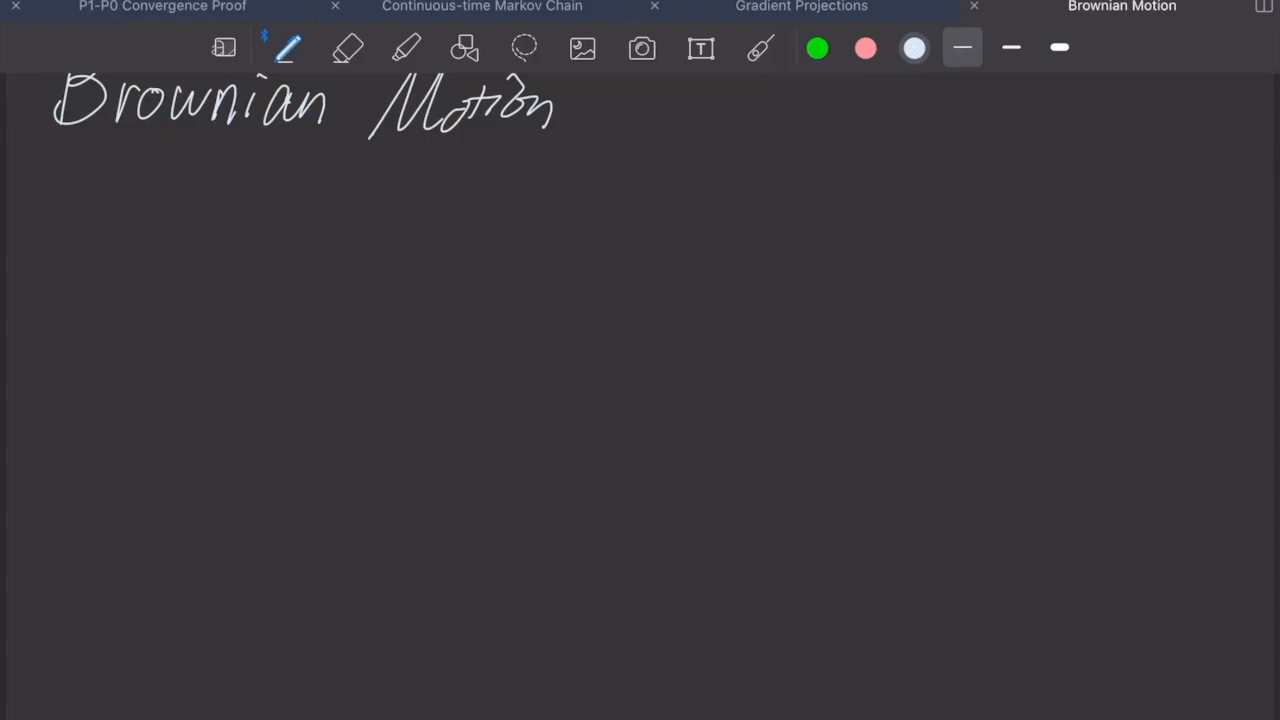 P1-P0 Convergence Proof Continuous-time Markov Chain Gradient Projections Brownian Motion
T
Brownian Motion